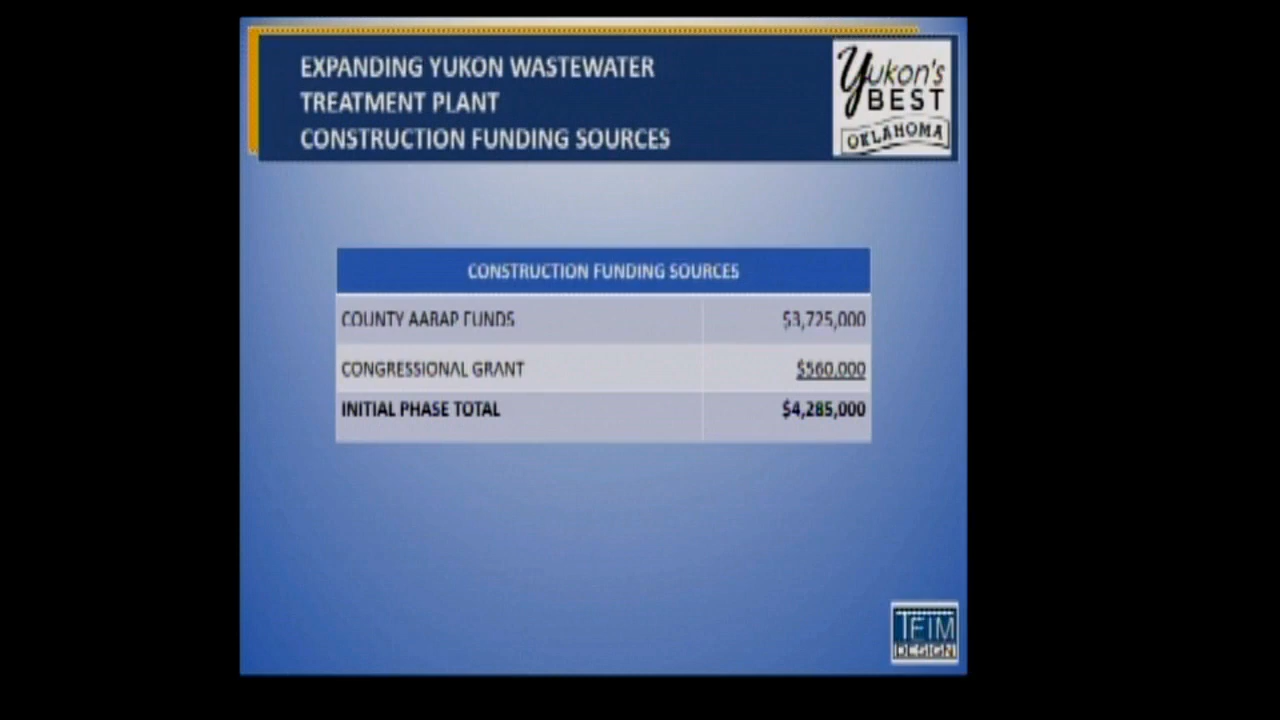 EXPANDING YUKON WASTEWATER
TREATMENT PLANT
CONSTRUCTION FUNDING SOURCES
Yukon's
BEST
OKLAHOMA
CONSTRUCTION FUNDING SOURCES
COUNTY AARAP FUNDS $3,725,000
CONGRESSIONAL GRANT $560,000
INITIAL PHASE TOTAL $4,285,000
TEIM
DESIGN